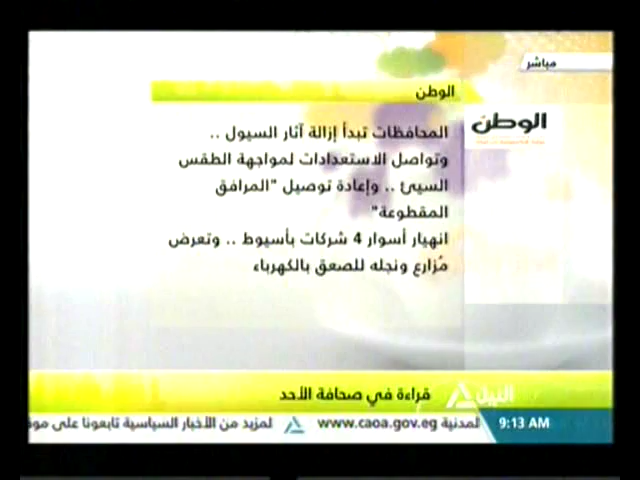 مباشر
الوطن
الوطن
المحافظات تبدأ إزالة آثار السيول ..
وتواصل الاستعدادات لمواجهة الطقس
السيئ .. وإعادة توصيل "المرافق
المقطوعة"
انهيار أسوار 4 شركات بأسيوط .. وتعرض
مُزارع ونجله للصعق بالكهرباء
قراءة في صحافة الأحد
النيل
المدنية www.caoa.gov.eg لمزيد من الأخبار السياسية تابعونا على
9:13 AM